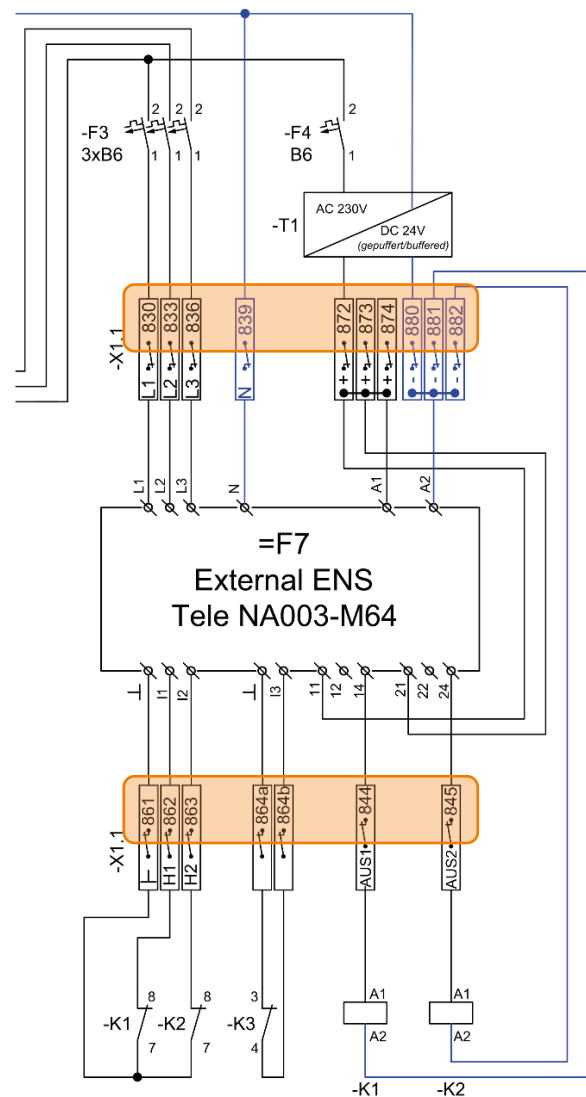 -F3
3xB6
2
2
2
1
1
1
-F4
B6
2
1
-T1
AC 230V
DC 24V
(gepuffert/buffered)
-X1.1
830
833
836
839
872
873
874
880
881
882
L1
L2
L3
N
+
+
+
-
-
-
L1
L2
L3
N
A1
A2
=F7
External ENS
Tele NA003-M64
⊥
I1
I2
⊥
I3
11
12
14
21
22
24
-X1.1
861
862
863
864a
864b
844
845
⊥
H1
H2
AUS1
AUS2
-K1
8
7
-K2
8
7
-K3
3
4
A1
A2
-K1
A1
A2
-K2